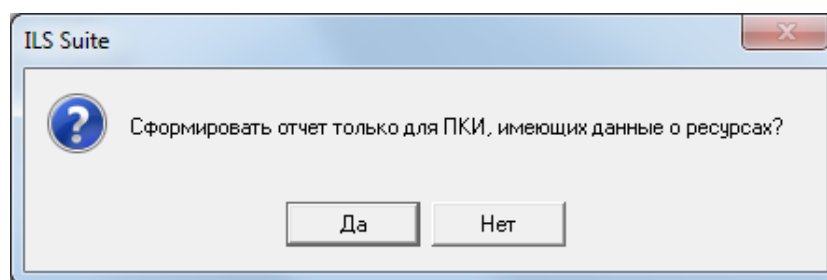 ILS Suite
Сформировать отчет только для ПКИ, имеющих данные о ресурсах?
Да
Нет